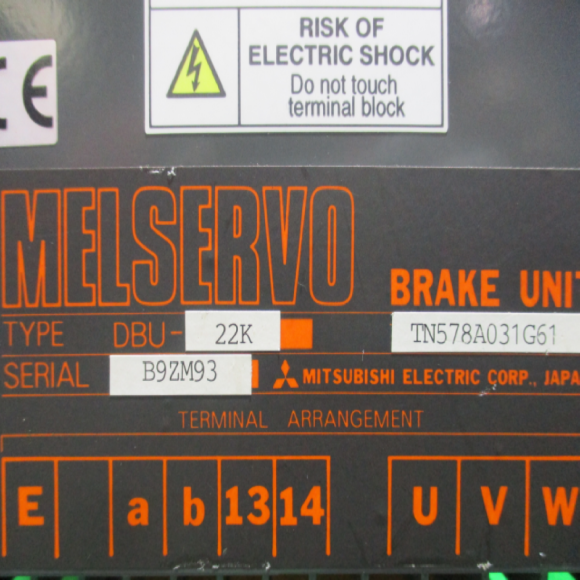 RISK OF
ELECTRIC SHOCK
Do not touch
terminal block
CE
MELSERVO
BRAKE UNIT
TYPE DBU- 22K TN578A031G61
SERIAL B9ZM93 MITSUBISHI ELECTRIC CORP., JAPA
TERMINAL ARRANGEMENT
E a b 13 14 U V W